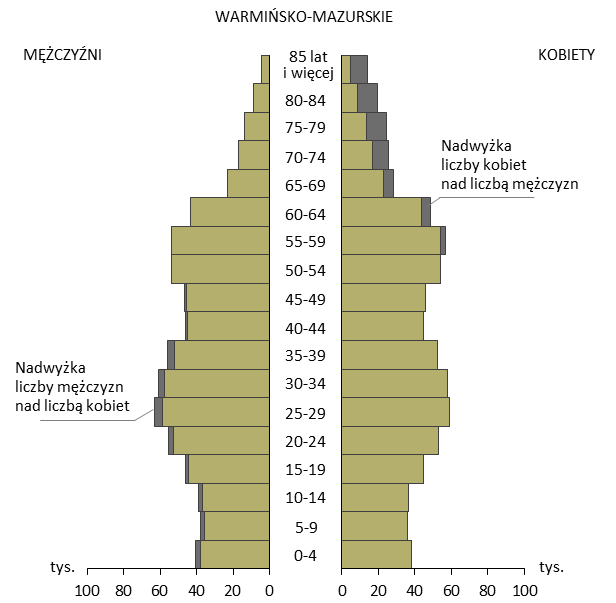 WARMIŃSKO-MAZURSKIE
MĘŻCZYŹNI
KOBIETY
85 lat
i więcej
80-84
75-79
70-74
65-69
60-64
55-59
50-54
45-49
40-44
35-39
30-34
25-29
20-24
15-19
10-14
5-9
0-4
Nadwyżka
liczby kobiet
nad liczbą mężczyzn
Nadwyżka
liczby mężczyzn
nad liczbą kobiet
tys.
100 80 60 40 20 0
0 20 40 60 80 100
tys.